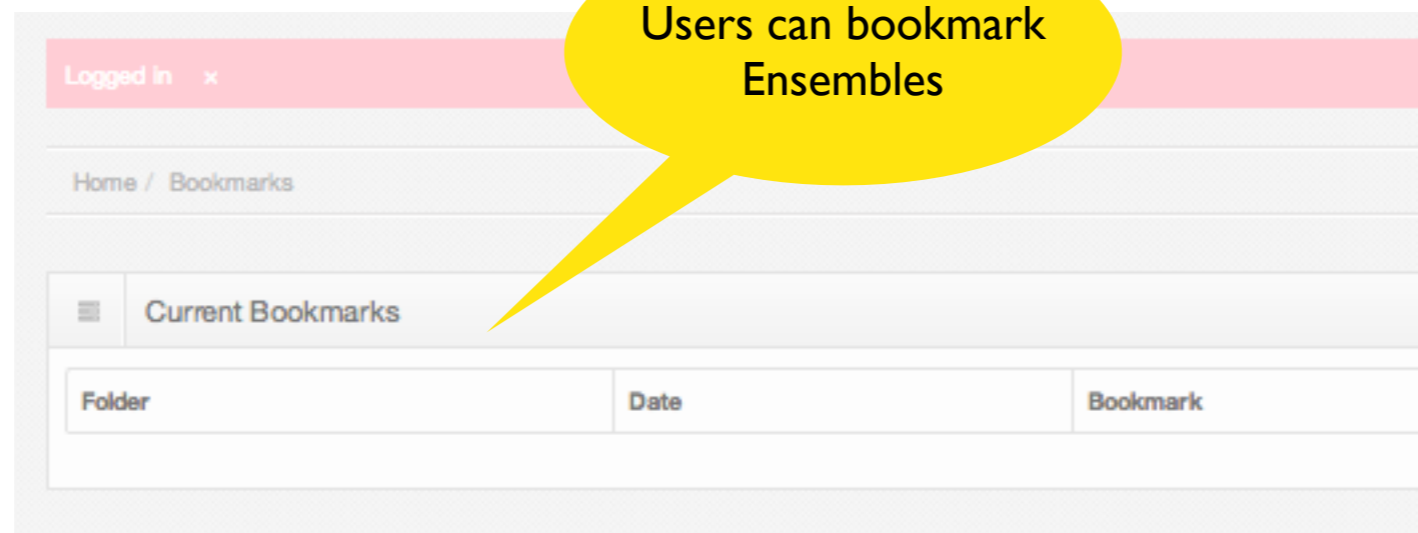 Users can bookmark
Ensembles
Logged in ×
Home / Bookmarks
Current Bookmarks
Folder Date Bookmark